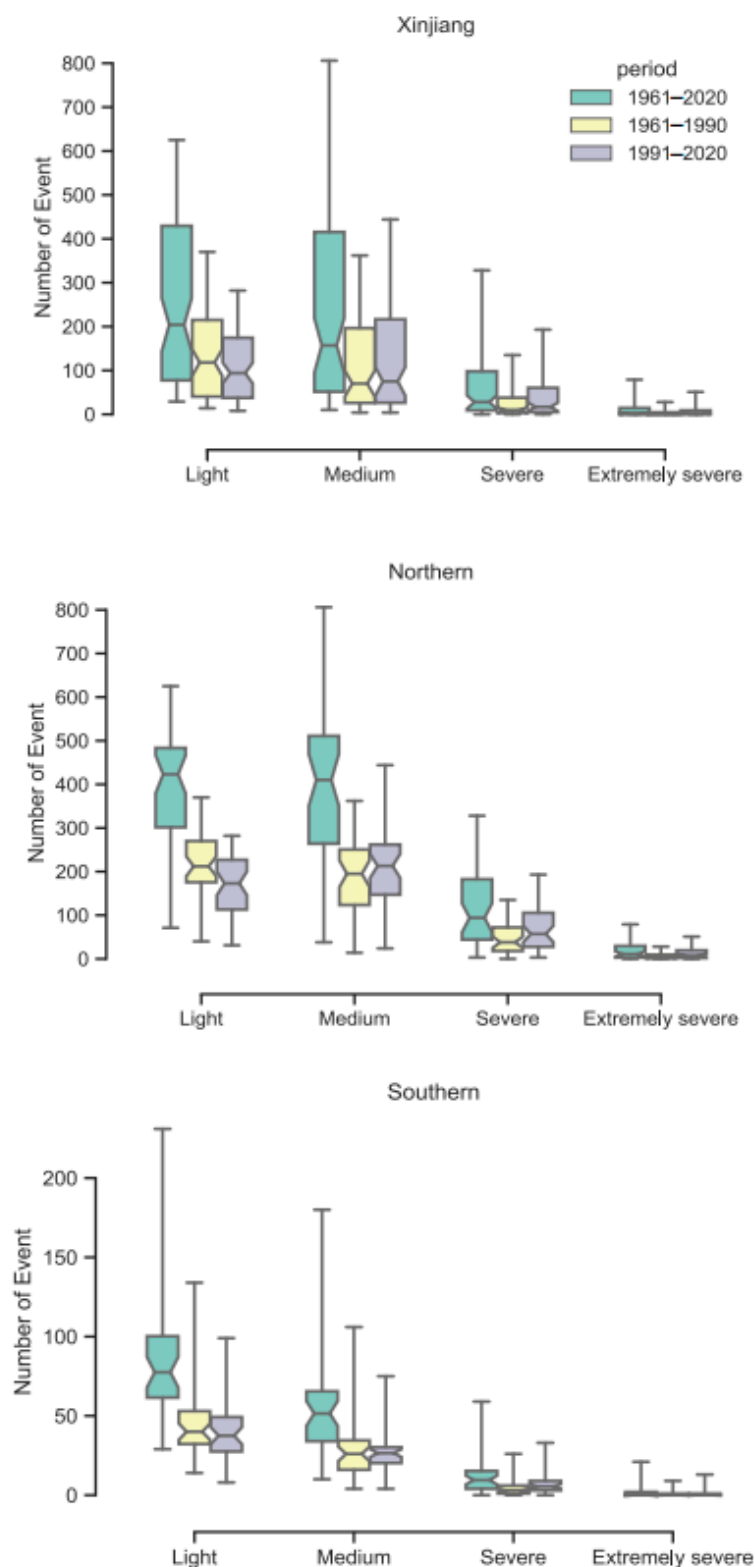 Xinjiang
period
1961–2020
1961–1990
1991–2020
Number of Event
800
700
600
500
400
300
200
100
0
Light Medium Severe Extremely severe
Northern
Number of Event
800
700
600
500
400
300
200
100
0
Light Medium Severe Extremely severe
Southern
Number of Event
200
150
100
50
0
Light Medium Severe Extremely severe